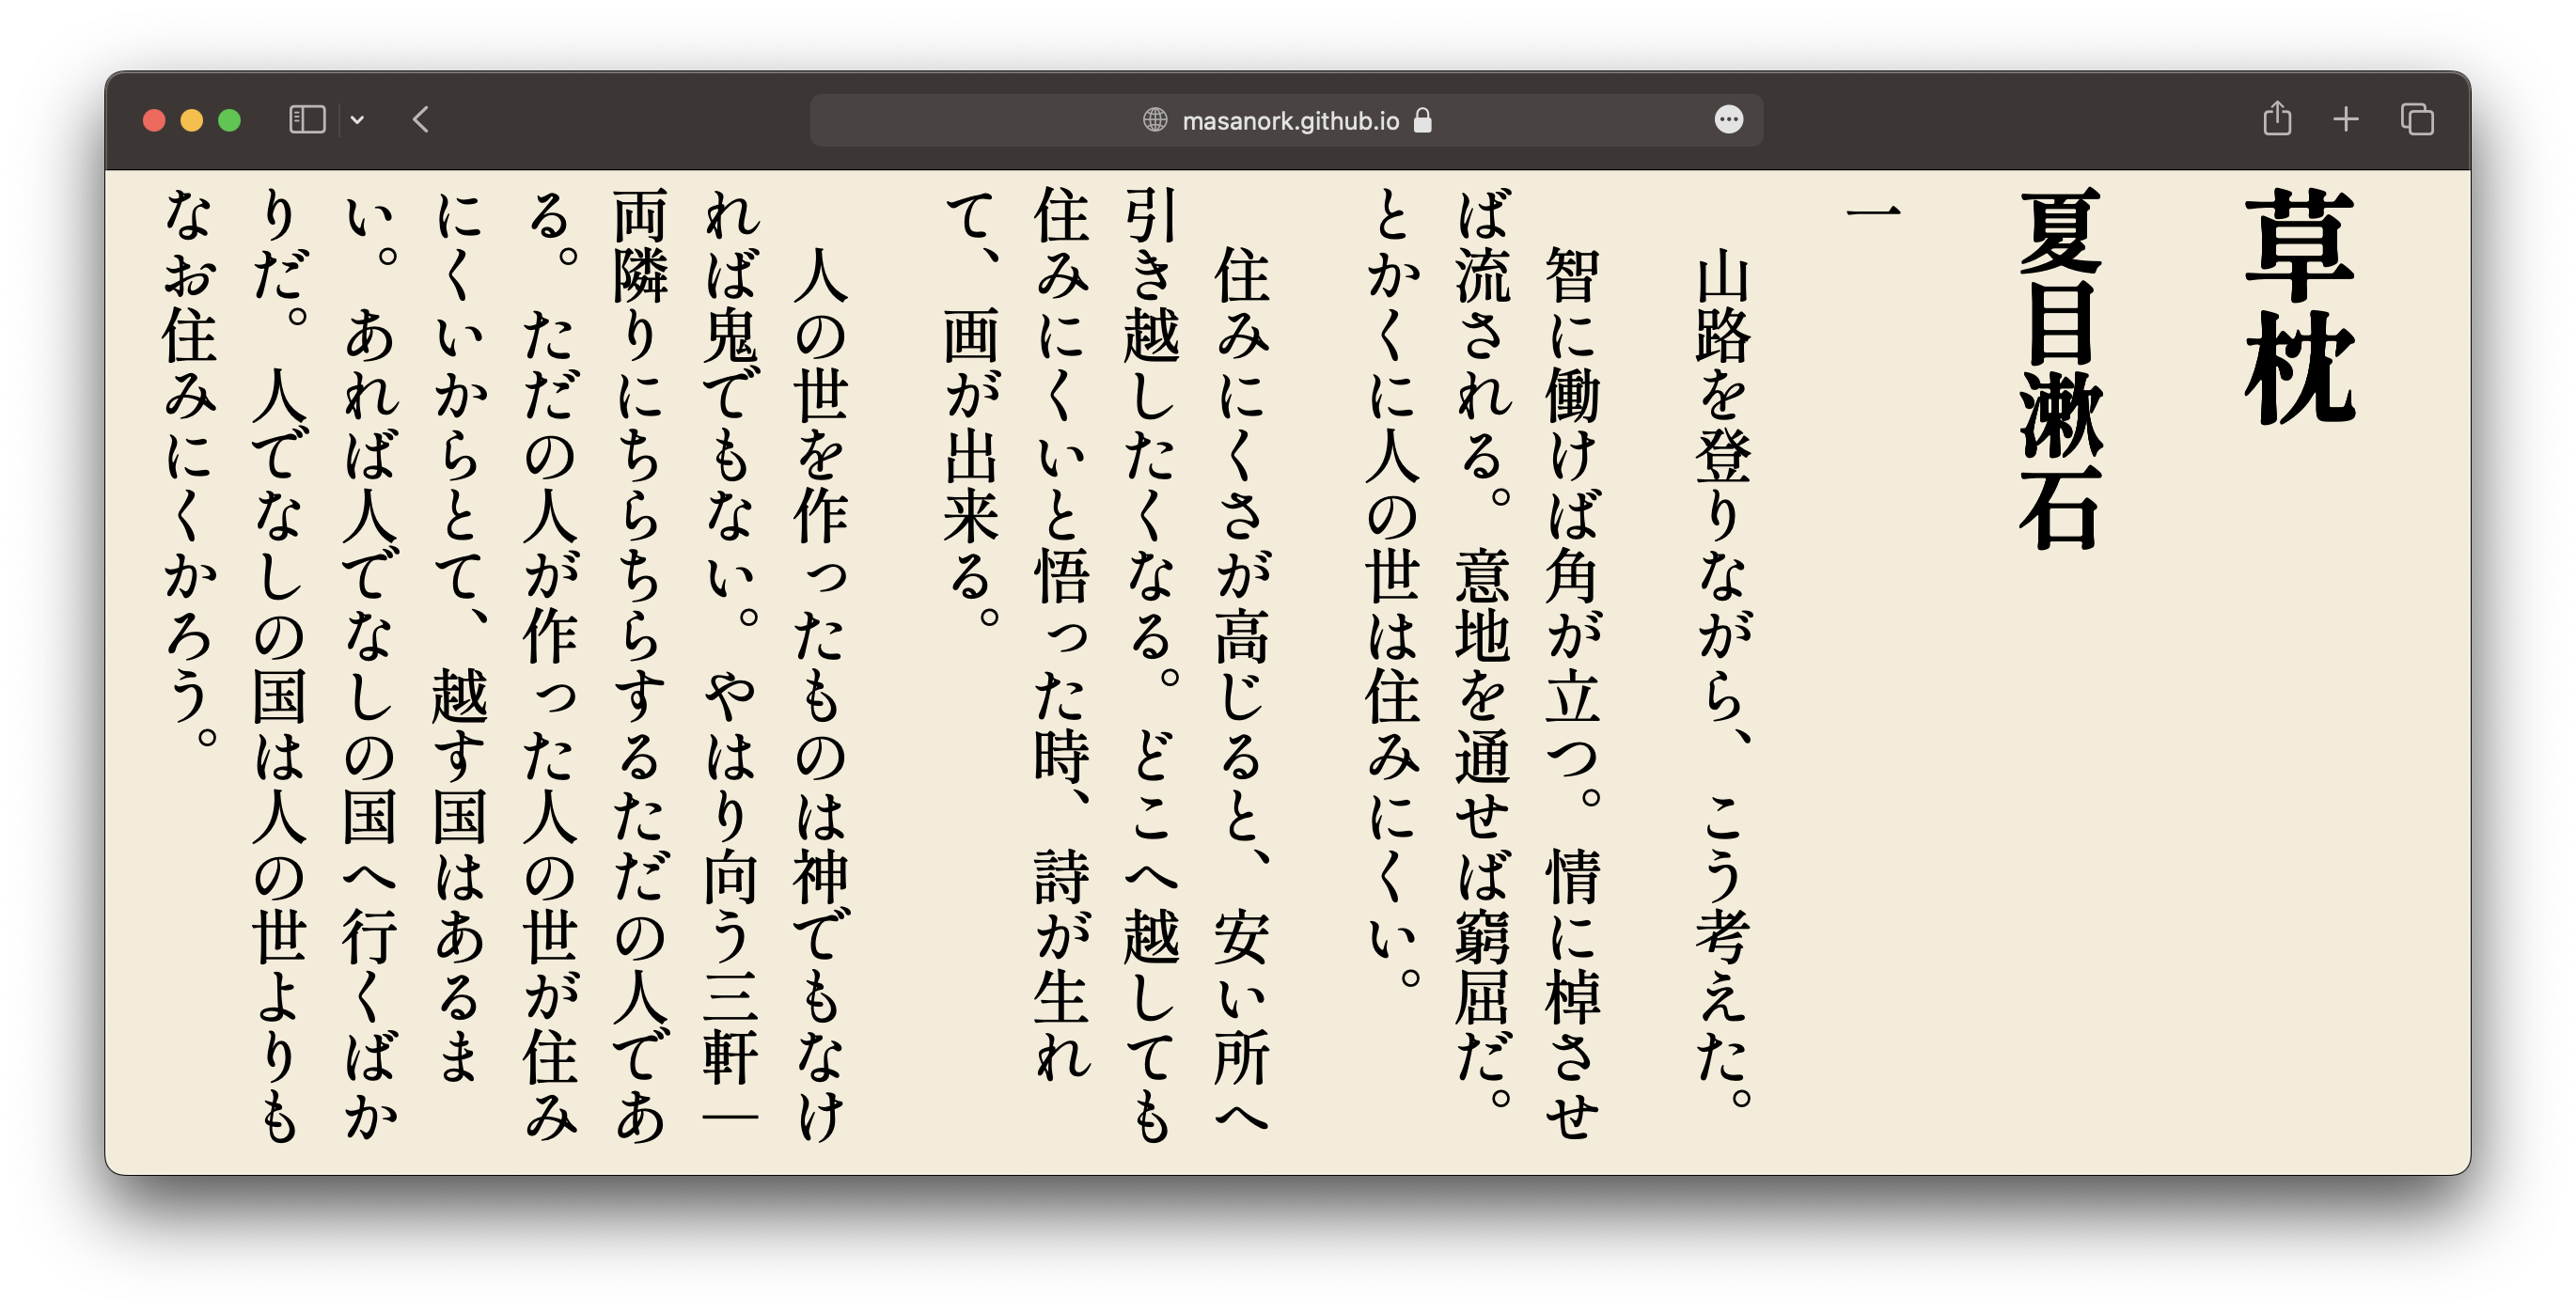 masanork.github.io
草枕
夏目漱石
一
　山路を登りながら、こう考えた。
　智に働けば角が立つ。情に棹させ
ば流される。意地を通せば窮屈だ。
とかくに人の世は住みにくい。
　住みにくさが高じると、安い所へ
引き越したくなる。どこへ越しても
住みにくいと悟った時、詩が生れ
て、画が出来る。
　人の世を作ったものは神でもなけ
れば鬼でもない。やはり向う三軒―
両隣りにちらちらするただの人であ
る。ただの人が作った人の世が住み
にくいからとて、越す国はあるま
い。あれば人でなしの国へ行くばか
りだ。人でなしの国は人の世よりも
なお住みにくかろう。